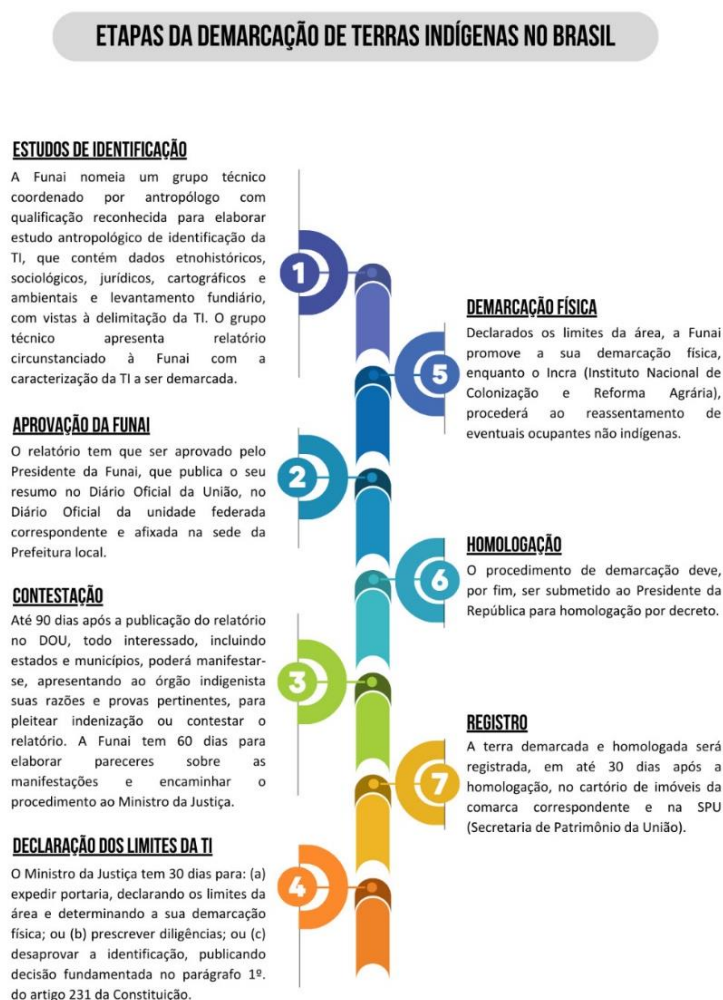 ETAPAS DA DEMARCAÇÃO DE TERRAS INDÍGENAS NO BRASIL
ESTUDOS DE IDENTIFICAÇÃO
A Funai nomeia um grupo técnico
coordenado por antropólogo com
qualificação reconhecida para elaborar
estudo antropológico de identificação da
TI, que contém dados etnohistóricos,
sociológicos, jurídicos, cartográficos e
ambientais e levantamento fundiário,
com vistas à delimitação da TI. O grupo
técnico apresenta relatório
circunstanciado à Funai com a
caracterização da TI a ser demarcada.
1
APROVAÇÃO DA FUNAI
O relatório tem que ser aprovado pelo
Presidente da Funai, que publica o seu
resumo no Diário Oficial da União, no
Diário Oficial da unidade federada
correspondente e afixada na sede da
Prefeitura local.
2
CONTESTAÇÃO
Até 90 dias após a publicação do relatório
no DOU, todo interessado, incluindo
estados e municípios, poderá manifestar-
se, apresentando ao órgão indigenista
suas razões e provas pertinentes, para
pleitear indenização ou contestar o
relatório. A Funai tem 60 dias para
elaborar pareceres sobre as
manifestações e encaminhar o
procedimento ao Ministro da Justiça.
3
DECLARAÇÃO DOS LIMITES DA TI
O Ministro da Justiça tem 30 dias para: (a)
expedir portaria, declarando os limites da
área e determinando a sua demarcação
física; ou (b) prescrever diligências; ou (c)
desaprovar a identificação, publicando
decisão fundamentada no parágrafo 1º.
do artigo 231 da Constituição.
4
DEMARCAÇÃO FÍSICA
Declarados os limites da área, a Funai
promove a sua demarcação física,
enquanto o Incra (Instituto Nacional de
Colonização e Reforma Agrária),
procederá ao reassentamento de
eventuais ocupantes não indígenas.
5
HOMOLOGAÇÃO
O procedimento de demarcação deve,
por fim, ser submetido ao Presidente da
República para homologação por decreto.
6
REGISTRO
A terra demarcada e homologada será
registrada, em até 30 dias após a
homologação, no cartório de imóveis da
comarca correspondente e na SPU
(Secretaria de Patrimônio da União).
7